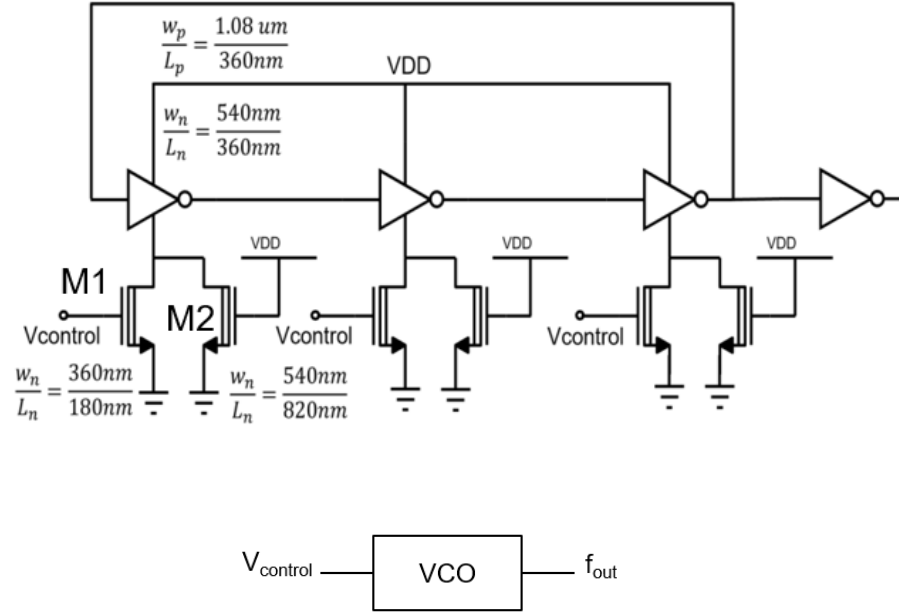 w_p/L_p = 1.08 um/360nm
VDD
w_n/L_n = 540nm/360nm
VDD
VDD
VDD
M1
M2
Vcontrol
Vcontrol
Vcontrol
w_n/L_n = 360nm/180nm
w_n/L_n = 540nm/820nm
V_control
VCO
f_out